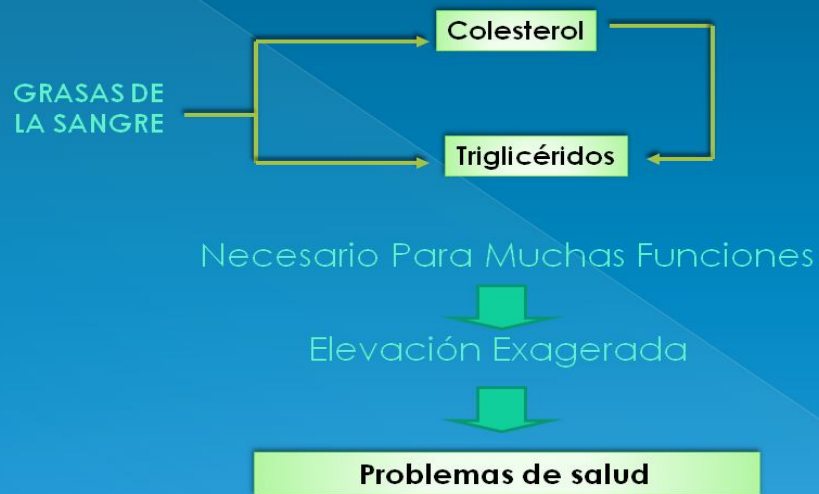 Colesterol
GRASAS DE
LA SANGRE
Triglicéridos
Necesario Para Muchas Funciones
Elevación Exagerada
Problemas de salud